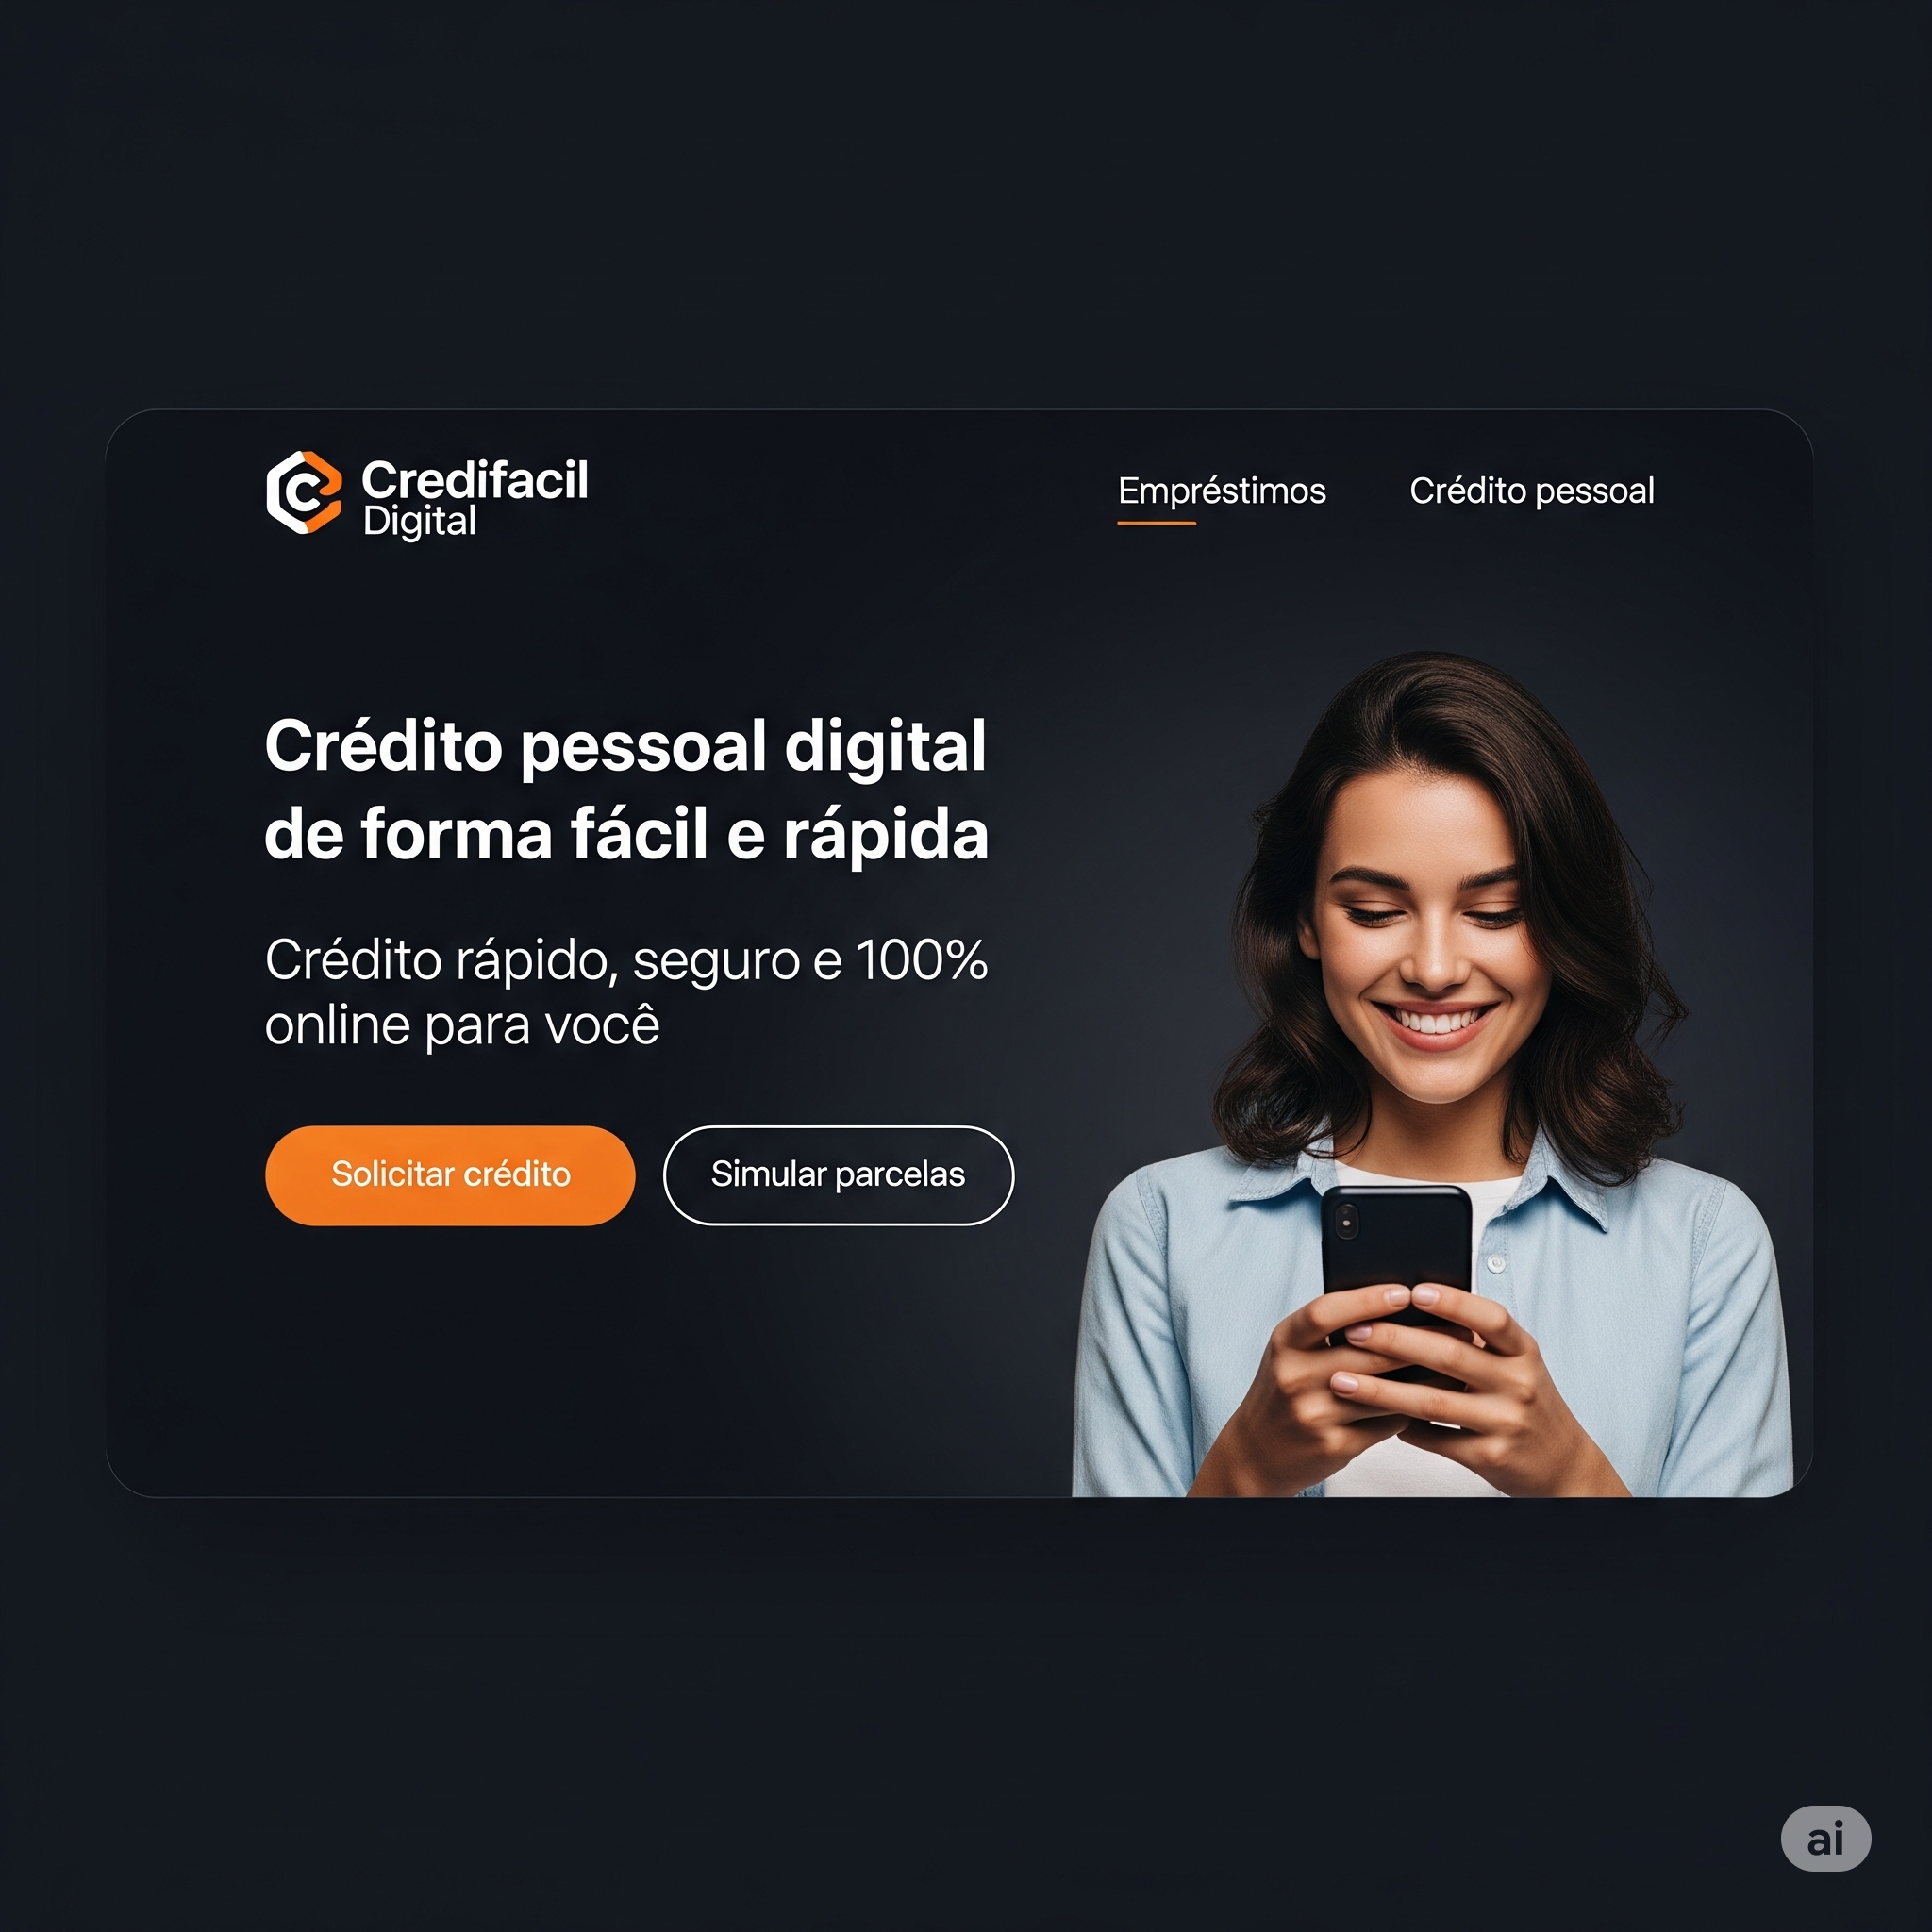 Credifacil
Digital
Empréstimos
Crédito pessoal
Crédito pessoal digital
de forma fácil e rápida
Crédito rápido, seguro e 100%
online para você
Solicitar crédito
Simular parcelas
ai